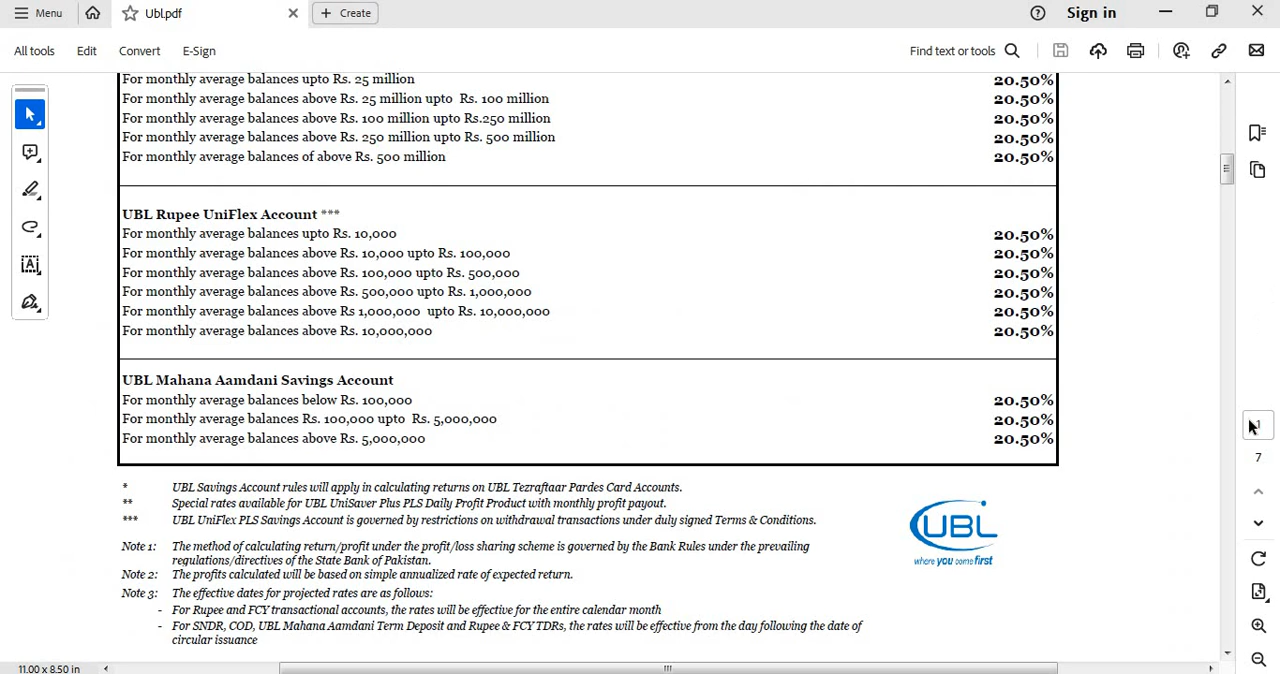 Menu
Ubl.pdf
Create
Sign in
All tools Edit Convert E-Sign
Find text or tools
For monthly average balances upto Rs. 25 million 20.50%
For monthly average balances above Rs. 25 million upto Rs. 100 million 20.50%
For monthly average balances above Rs. 100 million upto Rs.250 million 20.50%
For monthly average balances above Rs. 250 million upto Rs. 500 million 20.50%
For monthly average balances of above Rs. 500 million 20.50%
UBL Rupee UniFlex Account ***
For monthly average balances upto Rs. 10,000 20.50%
For monthly average balances above Rs. 10,000 upto Rs. 100,000 20.50%
For monthly average balances above Rs. 100,000 upto Rs. 500,000 20.50%
For monthly average balances above Rs. 500,000 upto Rs. 1,000,000 20.50%
For monthly average balances above Rs 1,000,000 upto Rs. 10,000,000 20.50%
For monthly average balances above Rs. 10,000,000 20.50%
UBL Mahana Aamdani Savings Account
For monthly average balances below Rs. 100,000 20.50%
For monthly average balances Rs. 100,000 upto Rs. 5,000,000 20.50%
For monthly average balances above Rs. 5,000,000 20.50%
* UBL Savings Account rules will apply in calculating returns on UBL Tezraftaar Pardes Card Accounts.
** Special rates available for UBL UniSaver Plus PLS Daily Profit Product with monthly profit payout.
*** UBL UniFlex PLS Savings Account is governed by restrictions on withdrawal transactions under duly signed Terms & Conditions.
Note 1: The method of calculating return/profit under the profit/loss sharing scheme is governed by the Bank Rules under the prevailing
regulations/directives of the State Bank of Pakistan.
Note 2: The profits calculated will be based on simple annualized rate of expected return.
Note 3: The effective dates for projected rates are as follows:
- For Rupee and FCY transactional accounts, the rates will be effective for the entire calendar month
- For SNDR, COD, UBL Mahana Aamdani Term Deposit and Rupee & FCY TDRs, the rates will be effective from the day following the date of
circular issuance
UBL
where you come first
1
7
11.00 x 8.50 in